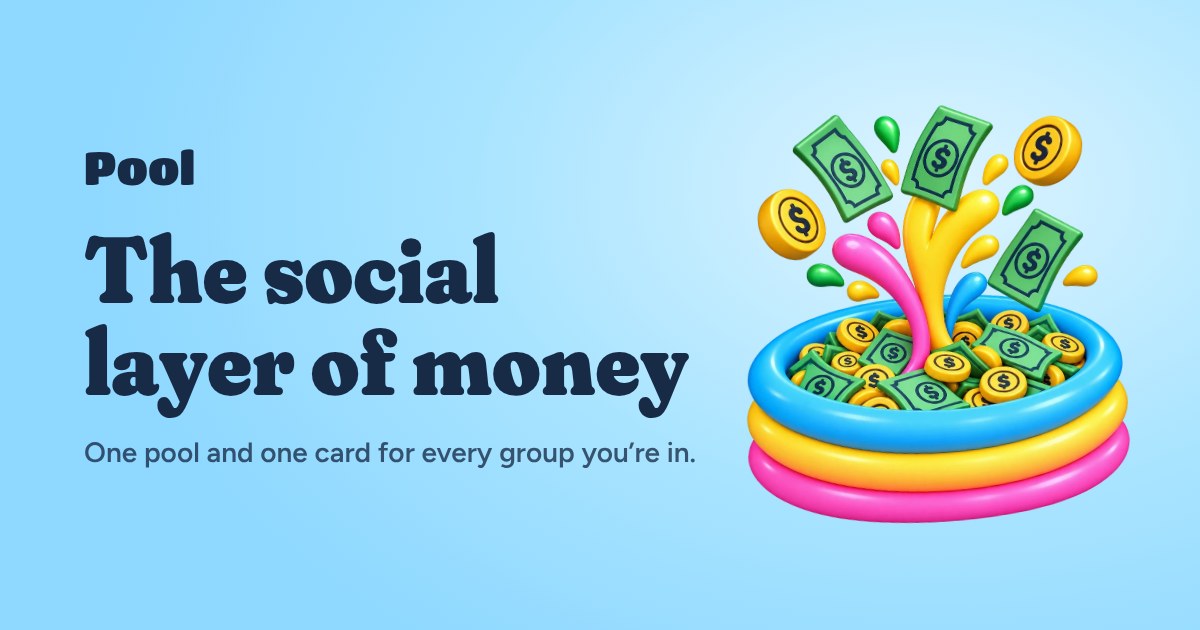 Pool
The social
layer of money
One pool and one card for every group you’re in.